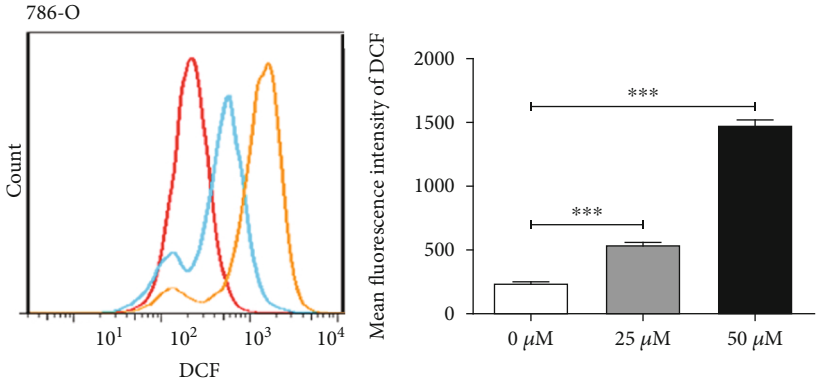 786-O
Count
10¹ 10² 10³ 10⁴
DCF
Mean fluorescence intensity of DCF
2000
1500
1000
500
0
***
***
0 μM 25 μM 50 μM